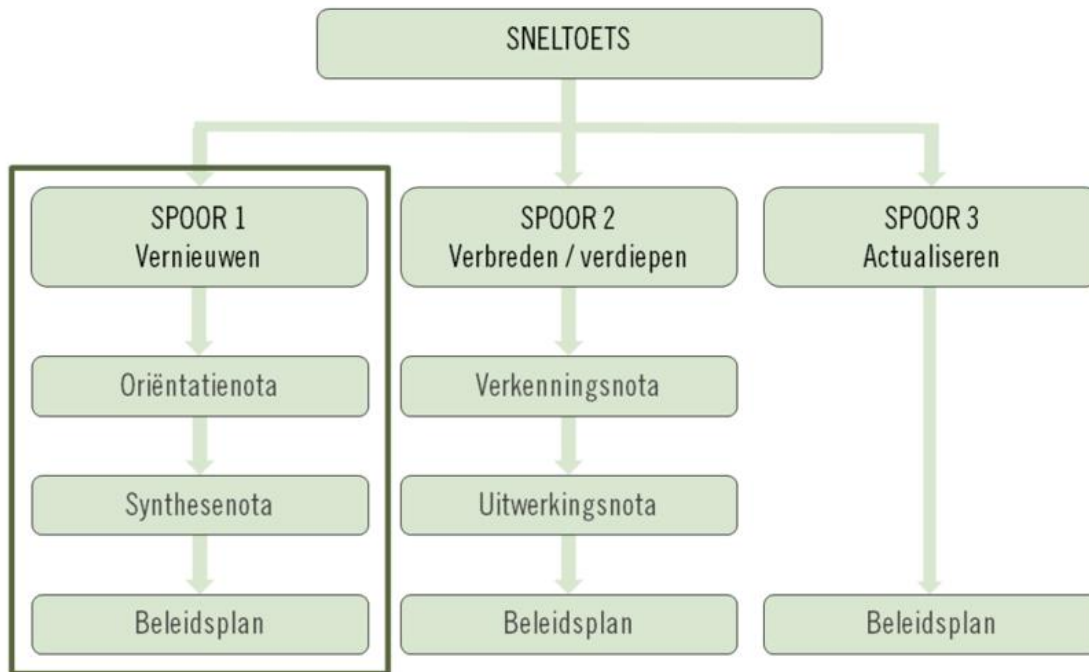 SNELTOETS
SPOOR 1
Vernieuwen
SPOOR 2
Verbreden / verdiepen
SPOOR 3
Actualiseren
Oriëntatienota
Verkenningsnota
Synthesenota
Uitwerkingsnota
Beleidsplan
Beleidsplan
Beleidsplan